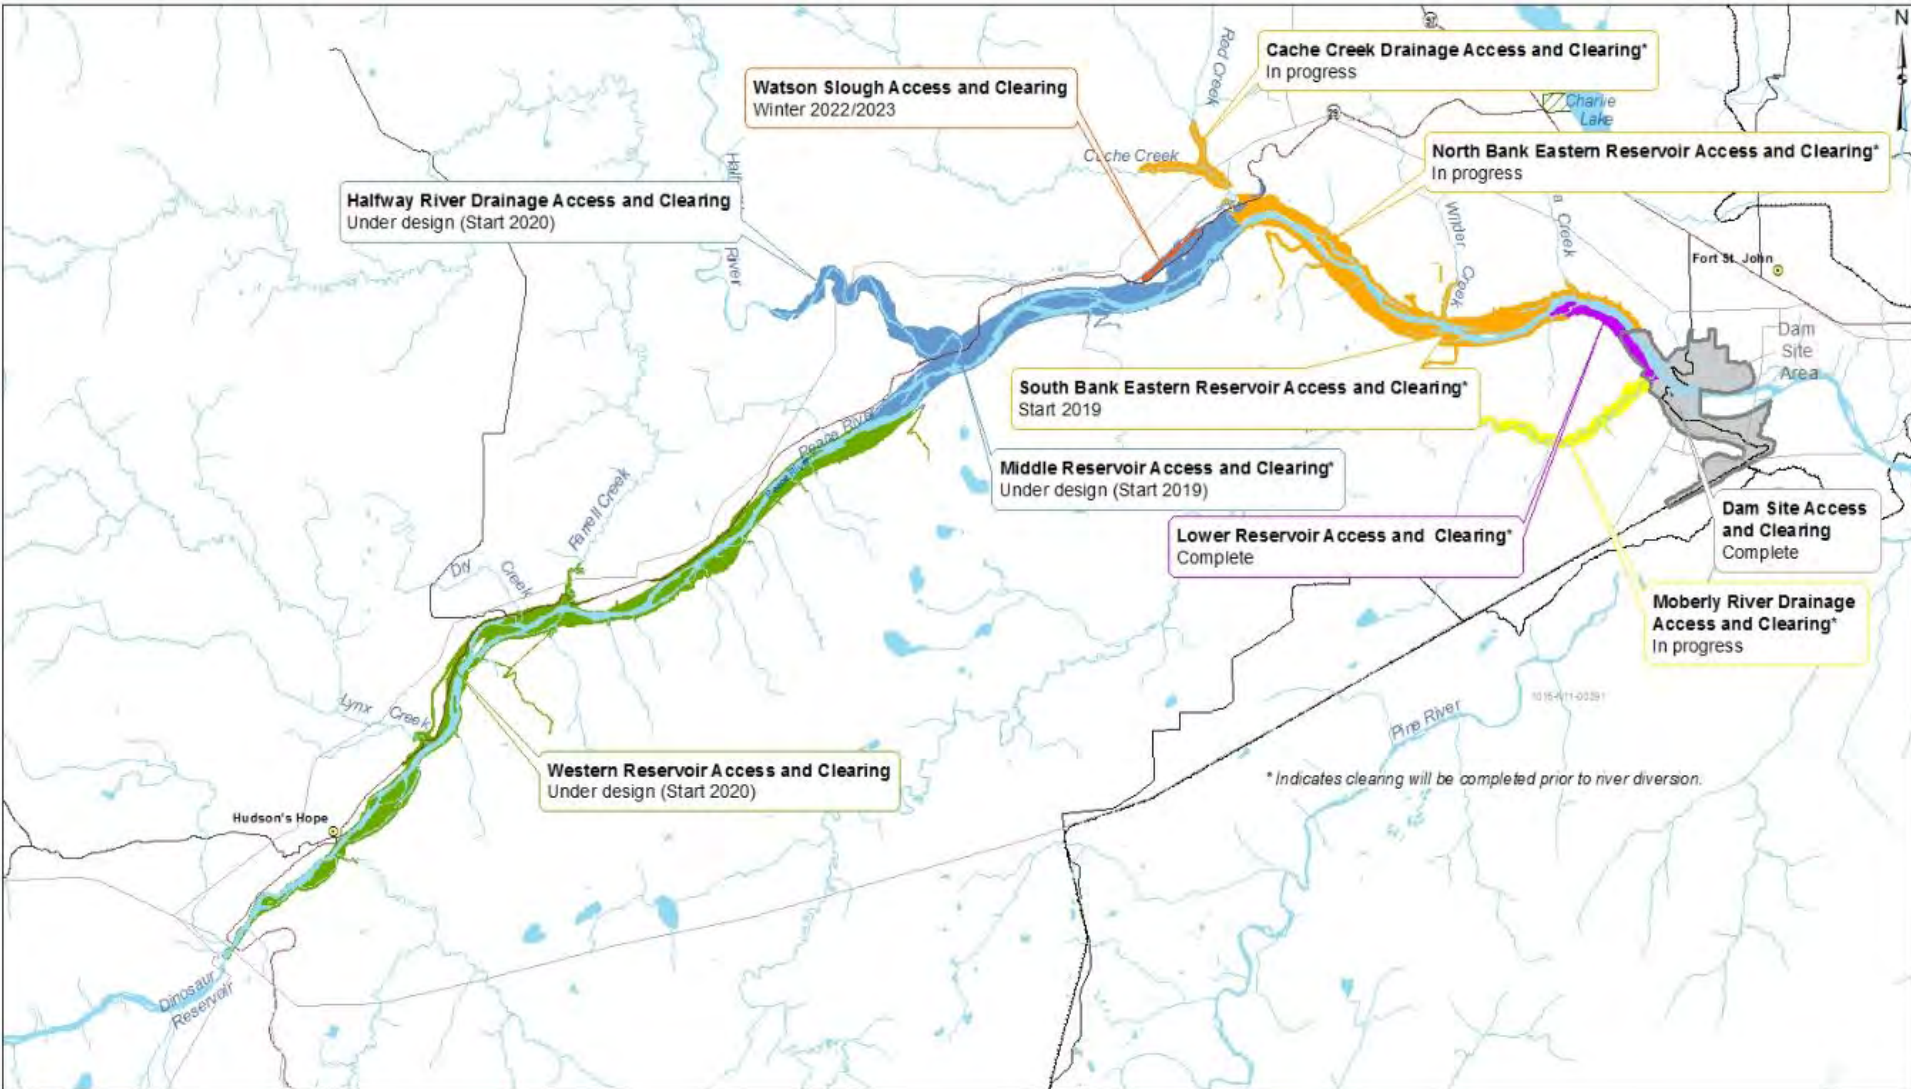 N
Red Creek
Cache Creek Drainage Access and Clearing*
In progress
Watson Slough Access and Clearing
Winter 2022/2023
Charlie
Lake
Cache Creek
North Bank Eastern Reservoir Access and Clearing*
In progress
Halfway River Drainage Access and Clearing
Under design (Start 2020)
River
Wilder
Creek
Creek
Fort St. John
Dam
Site
Area
South Bank Eastern Reservoir Access and Clearing*
Start 2019
Peace River
Middle Reservoir Access and Clearing*
Under design (Start 2019)
Farrell Creek
Lower Reservoir Access and Clearing*
Complete
Dam Site Access
and Clearing
Complete
Dry
Creek
Moberly River Drainage
Access and Clearing*
In progress
Lynx
Creek
Pine River
Western Reservoir Access and Clearing
Under design (Start 2020)
* Indicates clearing will be completed prior to river diversion.
Hudson's Hope
Dinosaur
Reservoir